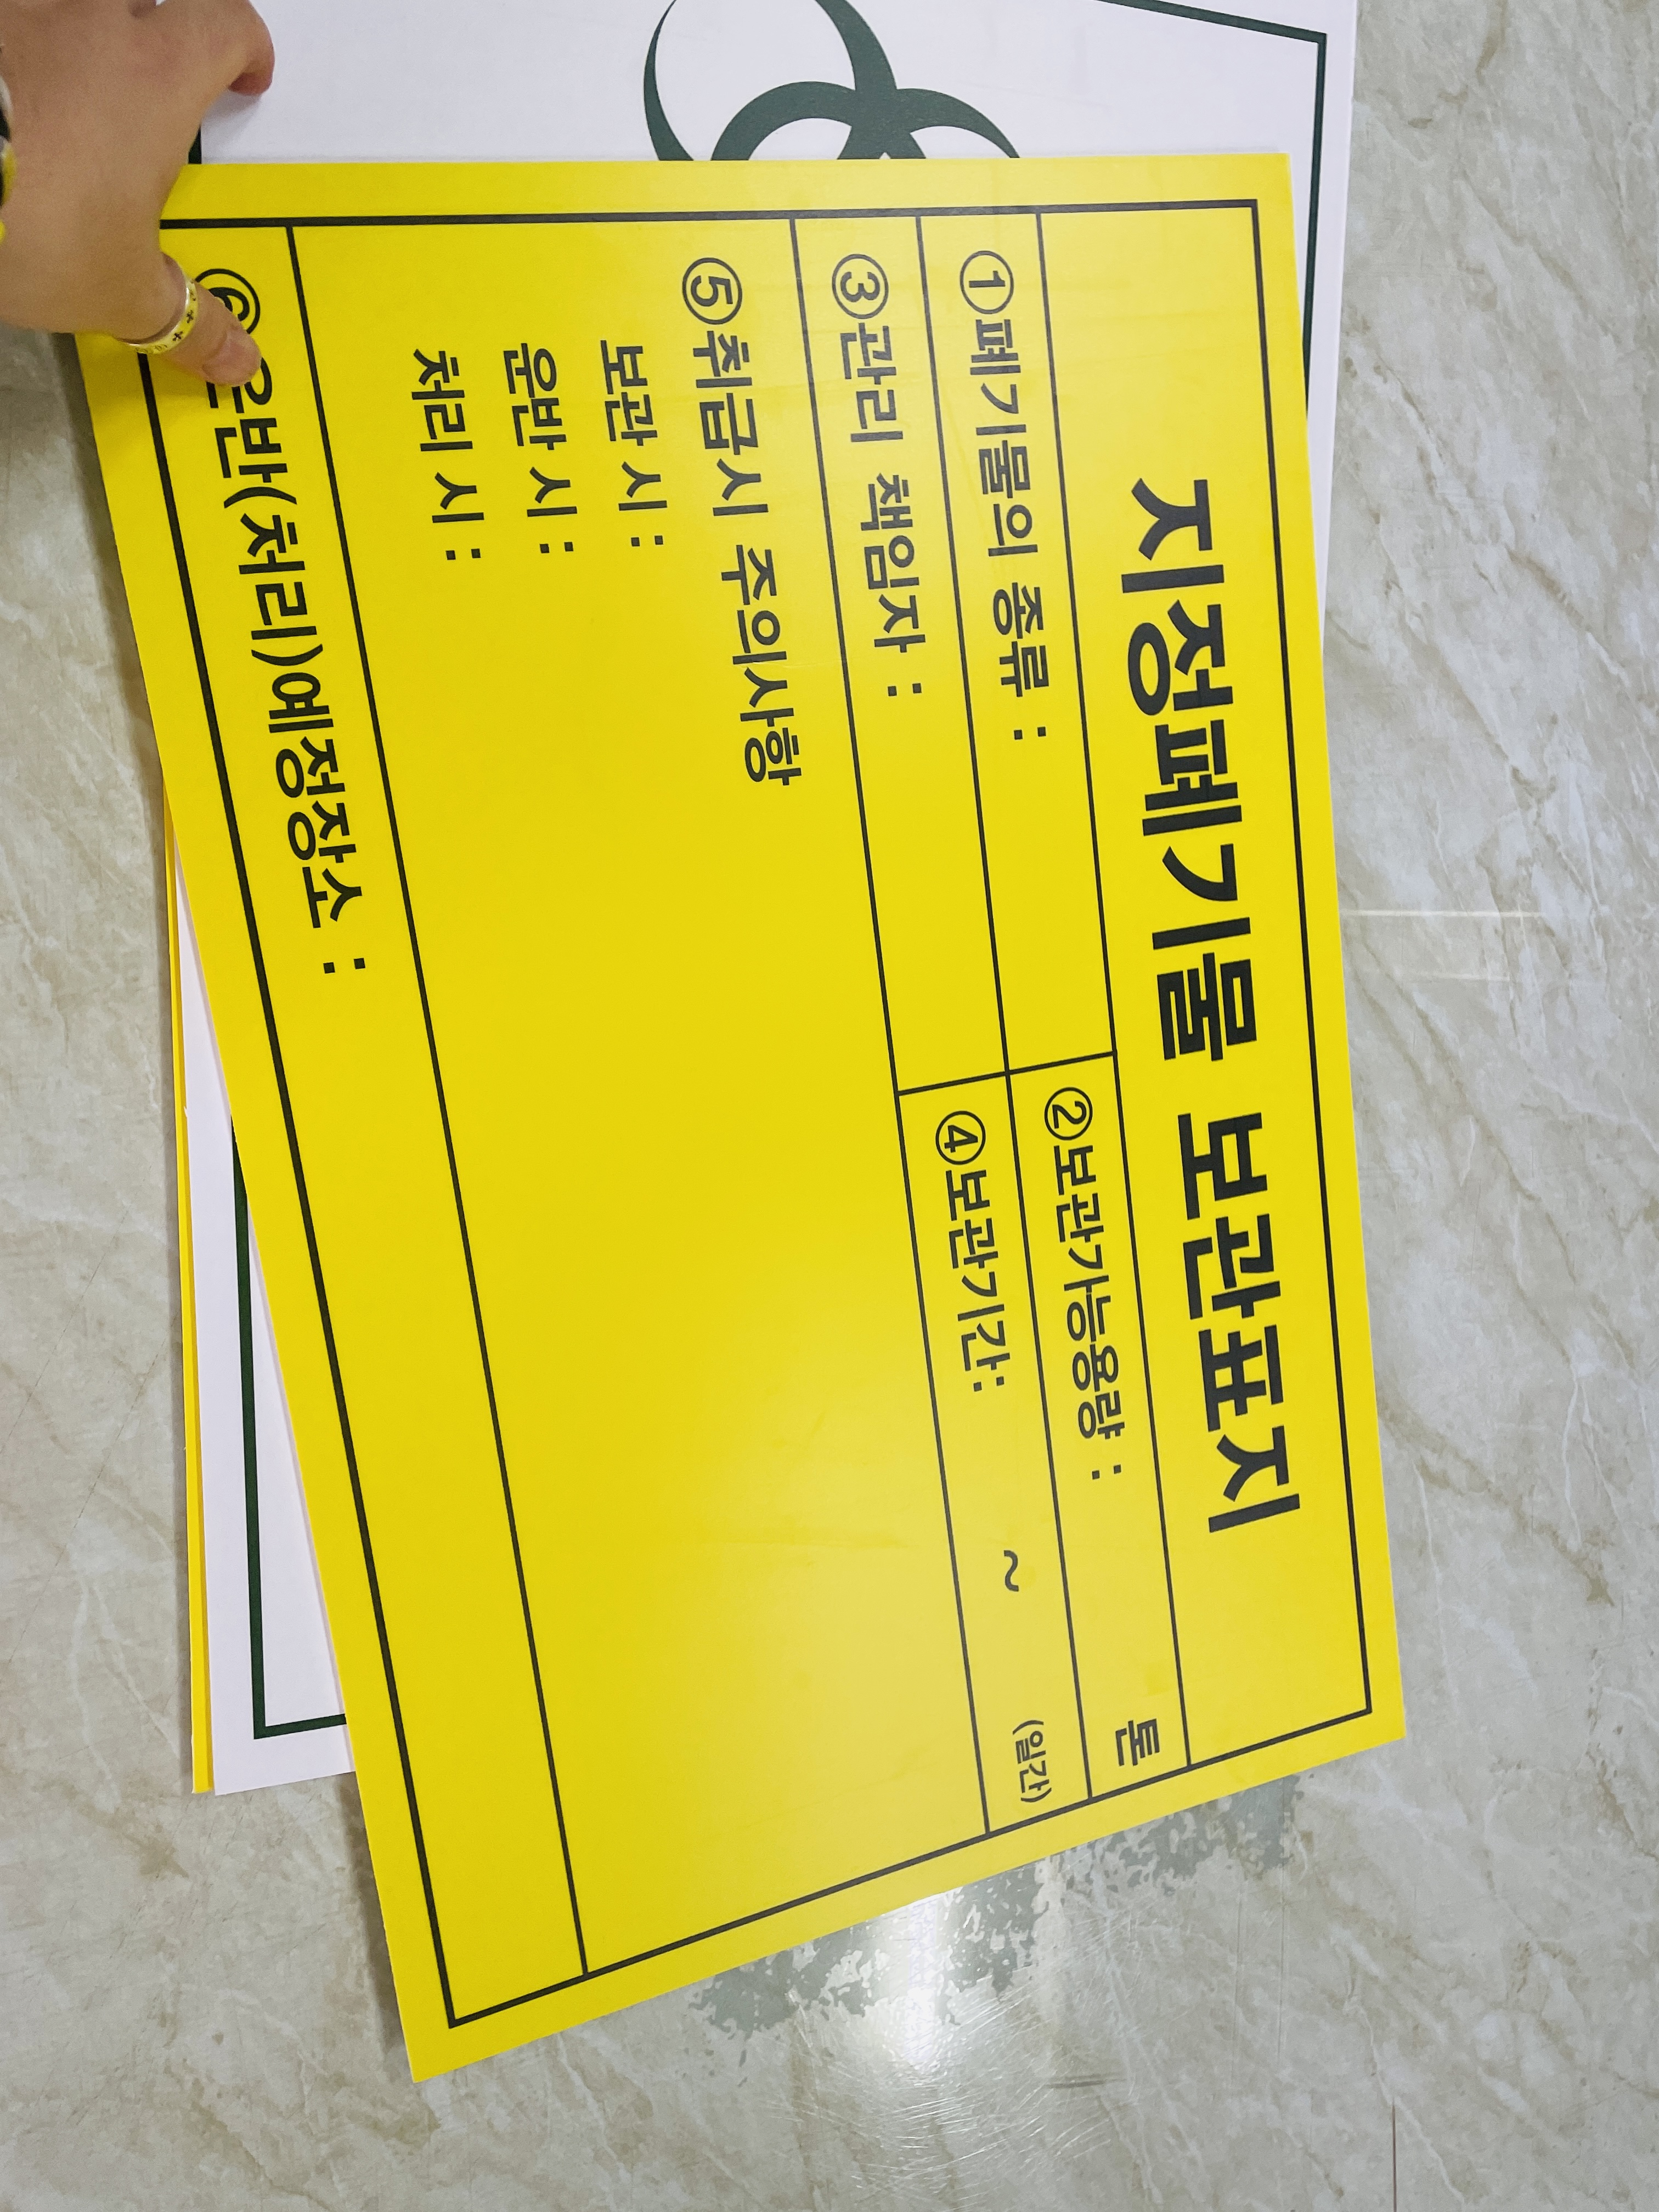 지정폐기물 보관표지
①폐기물의 종류 :
②보관가능용량 : 톤
③관리 책임자 :
④보관기간: ~ (일간)
⑤취급시 주의사항
보관 시 :
운반 시 :
처리 시 :
⑥운반(처리)예정장소 :